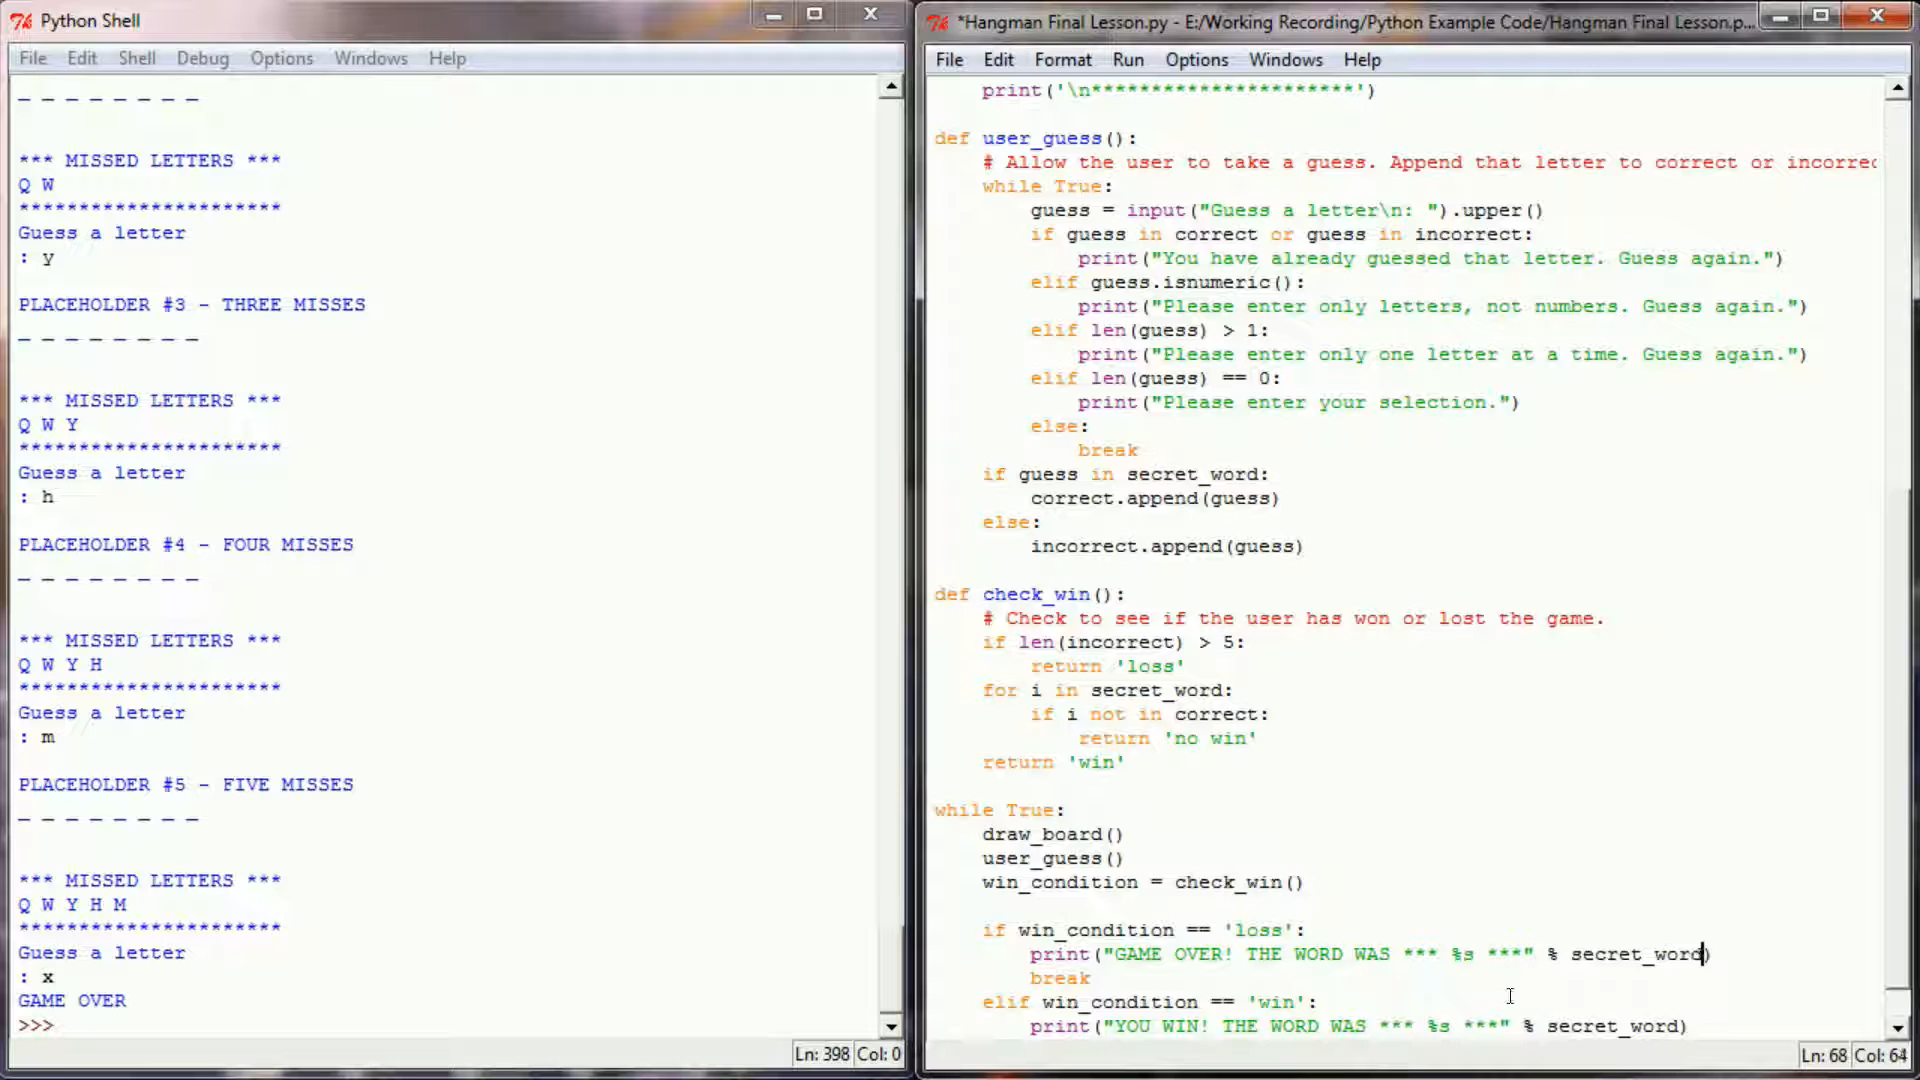 Python Shell
File Edit Shell Debug Options Windows Help
_ _ _ _ _ _ _ _
*** MISSED LETTERS ***
Q W
**********************
Guess a letter
: y
PLACEHOLDER #3 - THREE MISSES
_ _ _ _ _ _ _ _
*** MISSED LETTERS ***
Q W Y
**********************
Guess a letter
: h
PLACEHOLDER #4 - FOUR MISSES
_ _ _ _ _ _ _ _
*** MISSED LETTERS ***
Q W Y H
**********************
Guess a letter
: m
PLACEHOLDER #5 - FIVE MISSES
_ _ _ _ _ _ _ _
*** MISSED LETTERS ***
Q W Y H M
**********************
Guess a letter
: x
GAME OVER
>>>
Ln: 398 Col: 0
*Hangman Final Lesson.py - E:/Working Recording/Python Example Code/Hangman Final Lesson.p...
File Edit Format Run Options Windows Help
print('\n**********************')
def user_guess():
# Allow the user to take a guess. Append that letter to correct or incorrec
while True:
guess = input("Guess a letter\n: ").upper()
if guess in correct or guess in incorrect:
print("You have already guessed that letter. Guess again.")
elif guess.isnumeric():
print("Please enter only letters, not numbers. Guess again.")
elif len(guess) > 1:
print("Please enter only one letter at a time. Guess again.")
elif len(guess) == 0:
print("Please enter your selection.")
else:
break
if guess in secret_word:
correct.append(guess)
else:
incorrect.append(guess)
def check_win():
# Check to see if the user has won or lost the game.
if len(incorrect) > 5:
return 'loss'
for i in secret_word:
if i not in correct:
return 'no win'
return 'win'
while True:
draw_board()
user_guess()
win_condition = check_win()
if win_condition == 'loss':
print("GAME OVER! THE WORD WAS *** %s ***" % secret_word)
break
elif win_condition == 'win':
print("YOU WIN! THE WORD WAS *** %s ***" % secret_word)
Ln: 68 Col: 64